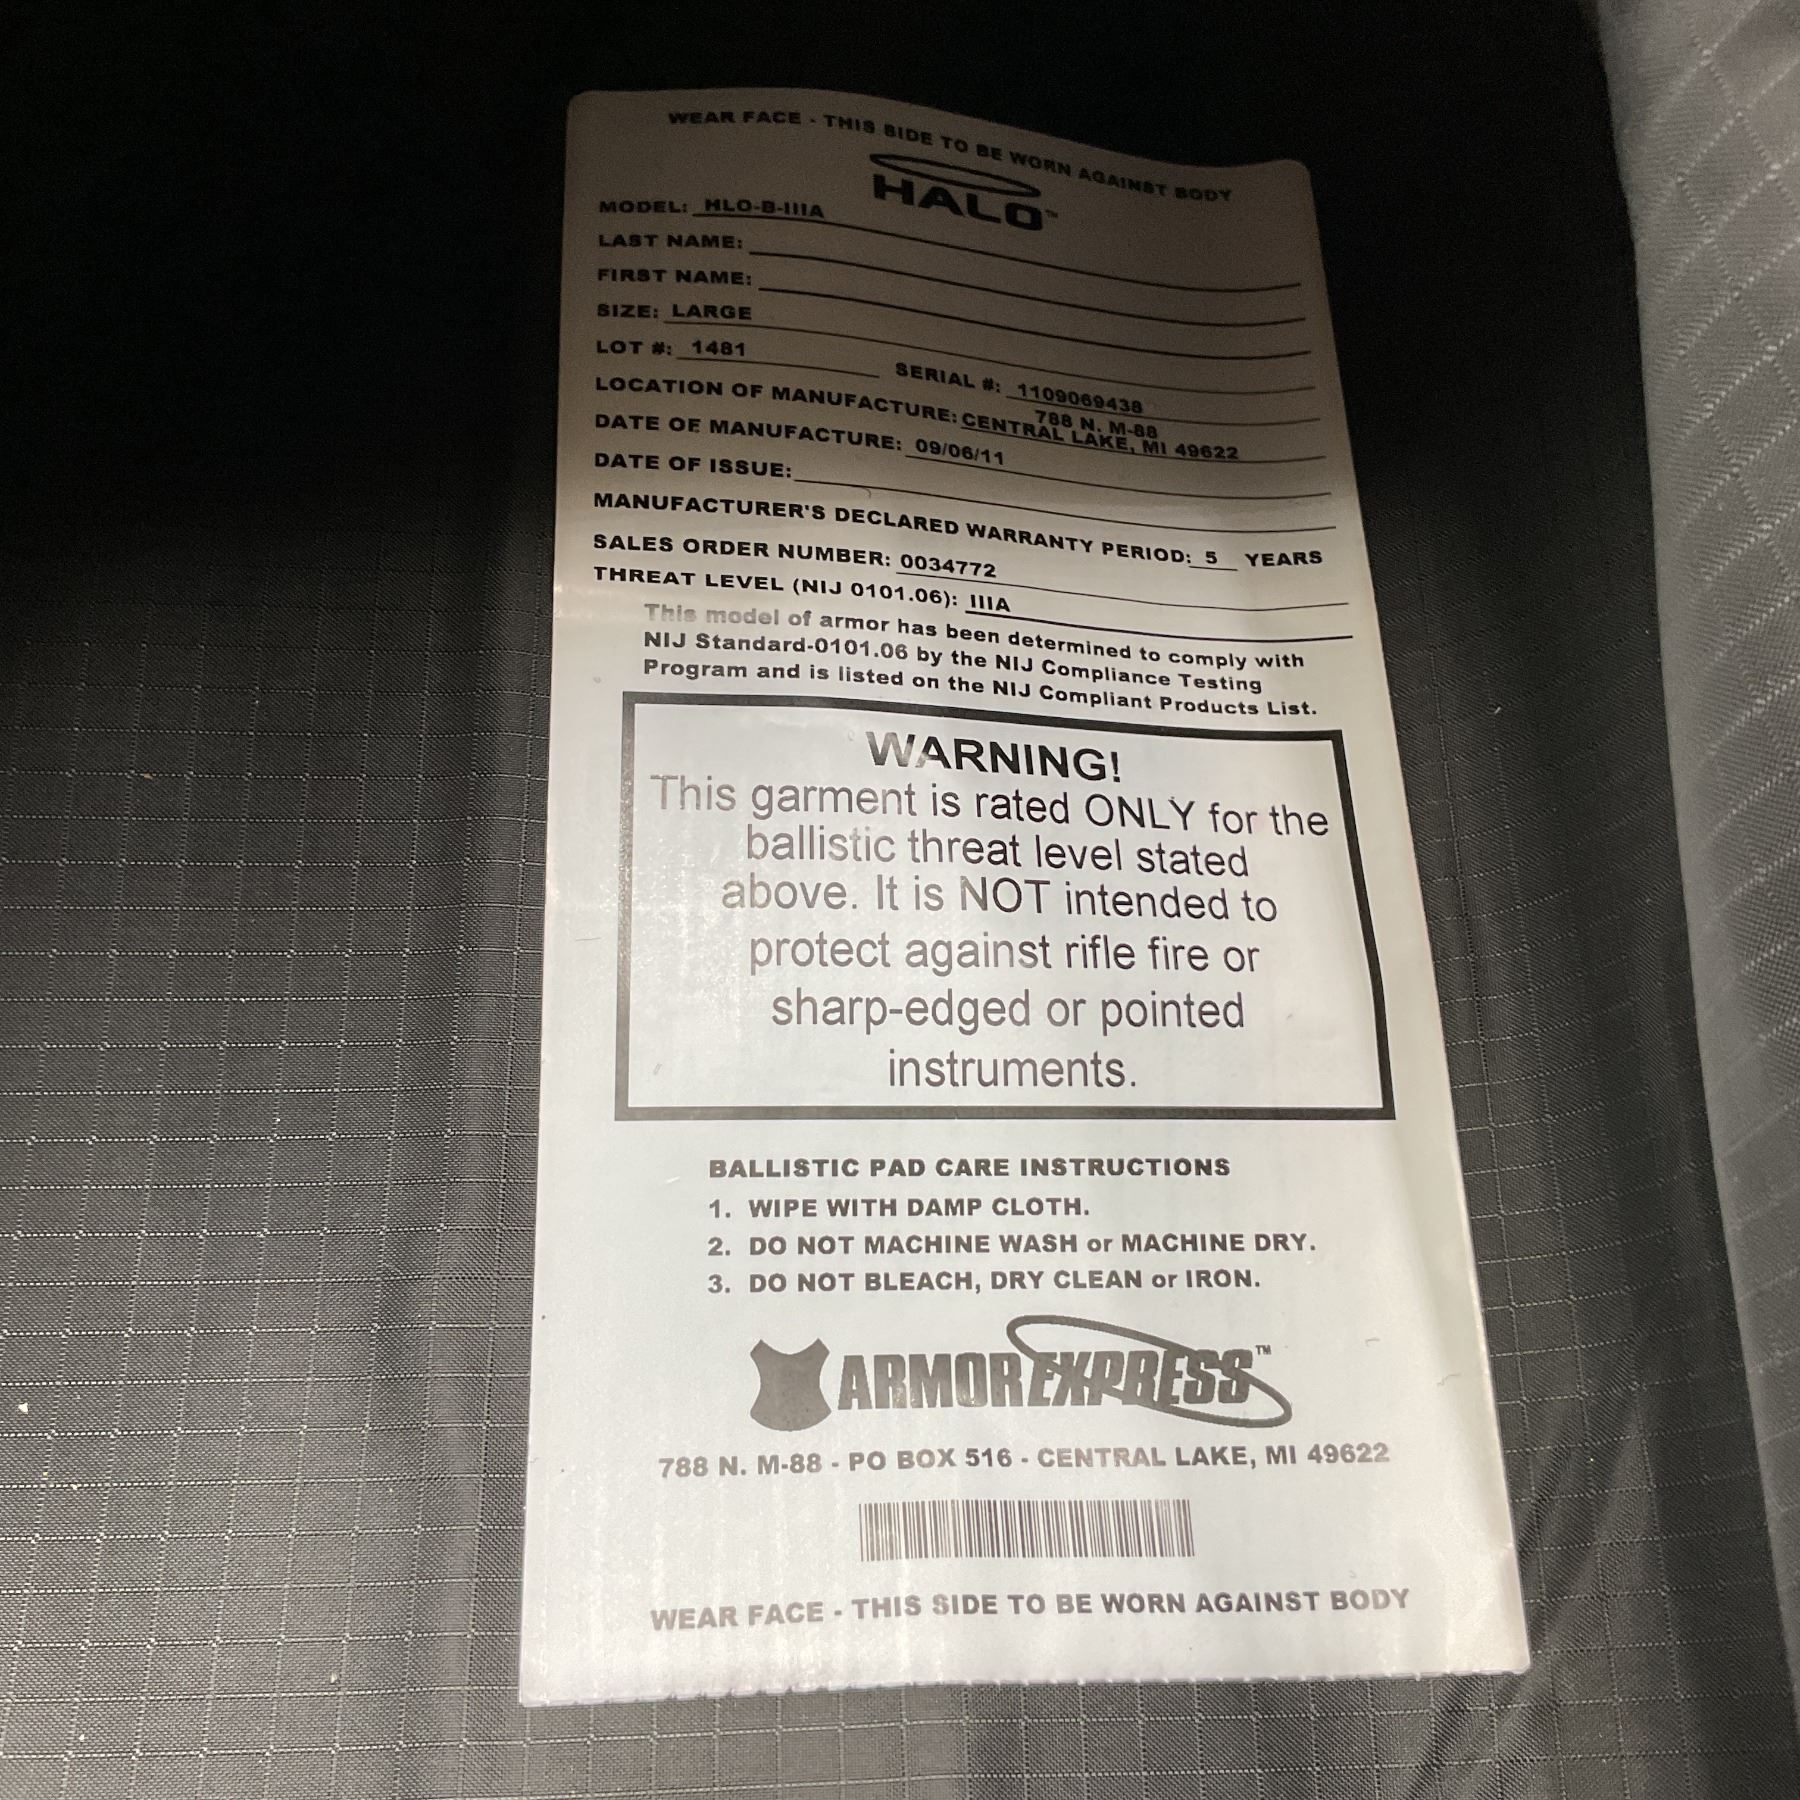 WEAR FACE - THIS SIDE TO BE WORN AGAINST BODY
HALO™
MODEL: HLO-B-IIIA
LAST NAME:
FIRST NAME:
SIZE: LARGE
LOT #: 1481 SERIAL #: 1109069438
788 N. M-88
LOCATION OF MANUFACTURE: CENTRAL LAKE, MI 49622
DATE OF MANUFACTURE: 09/06/11
DATE OF ISSUE:
MANUFACTURER'S DECLARED WARRANTY PERIOD: 5 YEARS
SALES ORDER NUMBER: 0034772
THREAT LEVEL (NIJ 0101.06): IIIA
This model of armor has been determined to comply with
NIJ Standard-0101.06 by the NIJ Compliance Testing
Program and is listed on the NIJ Compliant Products List.
WARNING!
This garment is rated ONLY for the
ballistic threat level stated
above. It is NOT intended to
protect against rifle fire or
sharp-edged or pointed
instruments.
BALLISTIC PAD CARE INSTRUCTIONS
1. WIPE WITH DAMP CLOTH.
2. DO NOT MACHINE WASH or MACHINE DRY.
3. DO NOT BLEACH, DRY CLEAN or IRON.
ARMOR EXPRESS™
788 N. M-88 - PO BOX 516 - CENTRAL LAKE, MI 49622
WEAR FACE - THIS SIDE TO BE WORN AGAINST BODY